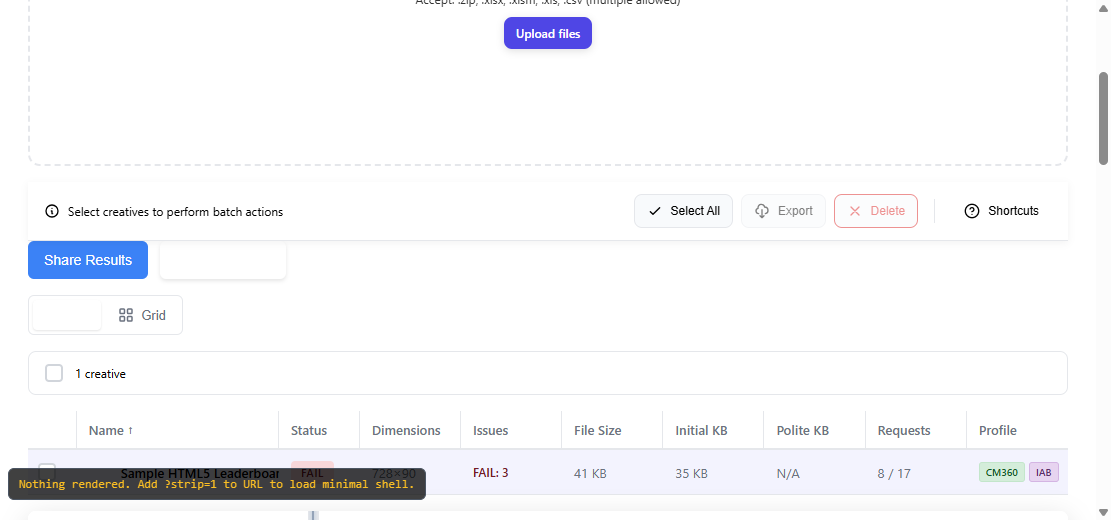 Accept: .zip, .xlsx, .xlsm, .xls, .csv (multiple allowed)
Upload files
Select creatives to perform batch actions
Select All
Export
Delete
Shortcuts
Share Results
Grid
1 creative
Name ↑ Status Dimensions Issues File Size Initial KB Polite KB Requests Profile
Sample HTML5 Leaderboar FAIL 728×90 FAIL: 3 41 KB 35 KB N/A 8 / 17 CM360 IAB
Nothing rendered. Add ?strip=1 to URL to load minimal shell.